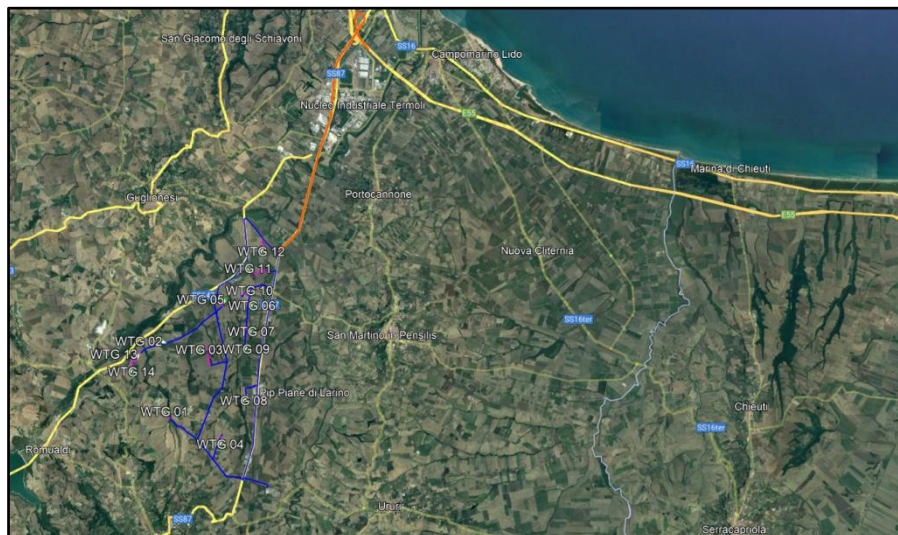 San Giacomo degli Schiavoni
SS16
Campomarino Lido
SS87
Nucleo Industriale Termoli
E55
SS16
Marina di Chieuti
Guglionesi
Portocannone
E55
WTG 12
Nuova Cliternia
WTG 11
WTG 10
WTG 05
WTG 06
SS16ter
WTG 07
San Martino in Pensilis
WTG 02
WTG 13
WTG 03
WTG 09
WTG 14
Pip Piane di Larino
WTG 08
WTG 01
Chieuti
SS16ter
WTG 04
Romualdi
Ururi
SS87
Serracapriola